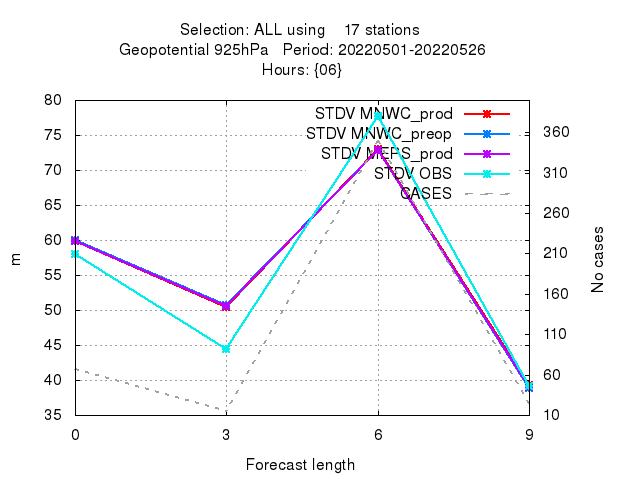 Selection: ALL using 17 stations
Geopotential 925hPa Period: 20220501-20220526
Hours: {06}
80
75
70
65
60
55
50
45
40
35
m
STDV MNWC_prod
STDV MNWC_preop
STDV MEPS_prod
STDV OBS
CASES
360
310
260
210
160
110
60
10
No cases
0 3 6 9
Forecast length